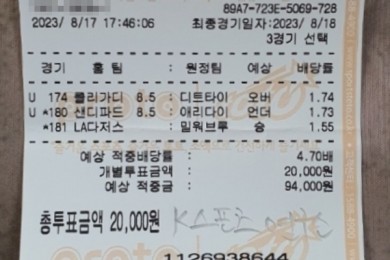 89A7-723E-5069-728
2023/ 8/17 17:46:06 최종경기일자:2023/ 8/18
3경기 선택
경기 홈 팀 : 원정팀 예상 배당률
U 174 콜리가디 8.5 : 디트타이 오버 1.74
U *180 샌디파드 8.5 : 애리다이 언더 1.73
*181 LA다저스 : 밀워브루 승 1.55
예상 적중배당률 : 4.70배
개별투표금액 : 20,000원
예상 적중금 : 94,000원
총투표금액 20,000원
1126938644